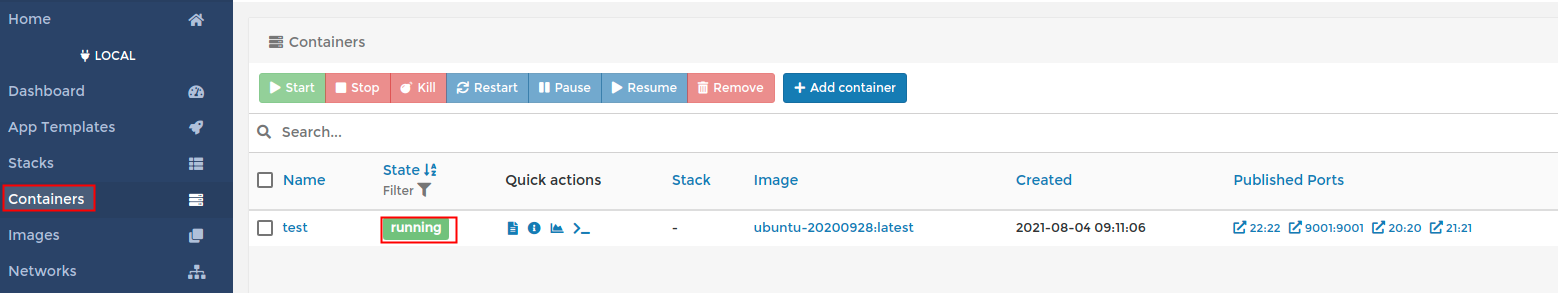 Home
LOCAL
Dashboard
App Templates
Stacks
Containers
Images
Networks
Containers
Start Stop Kill Restart Pause Resume Remove Add container
Search...
Name State Filter Quick actions Stack Image Created Published Ports
test running - ubuntu-20200928:latest 2021-08-04 09:11:06 22:22 9001:9001 20:20 21:21